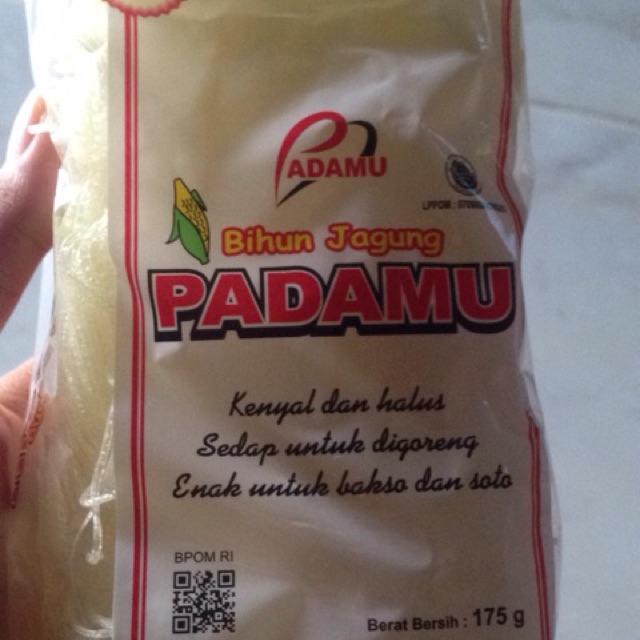 PADAMU
LPPOM :
Bihun Jagung
PADAMU
Kenyal dan halus
Sedap untuk digoreng
Enak untuk bakso dan soto
BPOM RI
Berat Bersih : 175 g